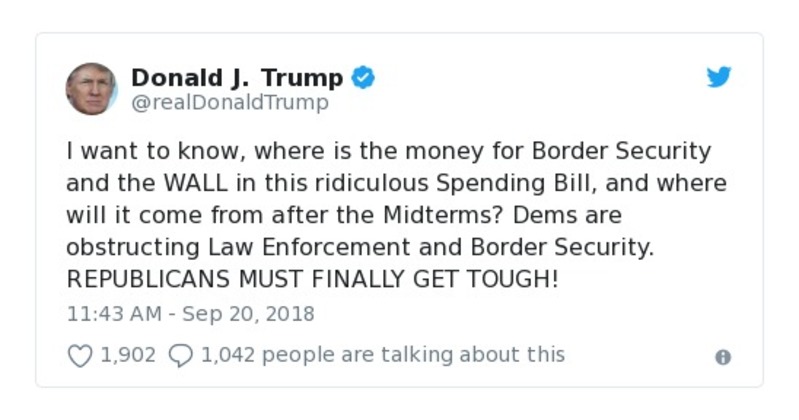 Donald J. Trump
@realDonaldTrump
I want to know, where is the money for Border Security
and the WALL in this ridiculous Spending Bill, and where
will it come from after the Midterms? Dems are
obstructing Law Enforcement and Border Security.
REPUBLICANS MUST FINALLY GET TOUGH!
11:43 AM - Sep 20, 2018
1,902 1,042 people are talking about this